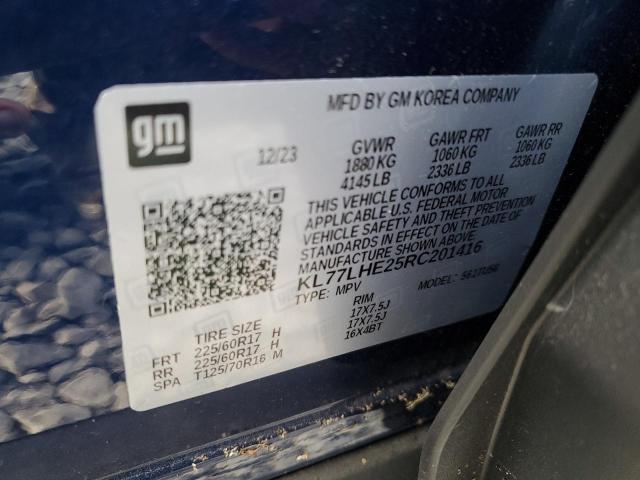 MFD BY GM KOREA COMPANY
gm
12/23
GVWR
1880 KG
4145 LB
GAWR FRT
1060 KG
2336 LB
GAWR RR
1060 KG
2336 LB
THIS VEHICLE CONFORMS TO ALL
APPLICABLE U.S. FEDERAL MOTOR
VEHICLE SAFETY AND THEFT PREVENTION
STANDARDS IN EFFECT ON THE DATE OF
MANUFACTURE SHOWN ABOVE.
KL77LHE25RC201416
TYPE: MPV MODEL:
TIRE SIZE RIM
FRT 225/60R17 H 17X7.5J
RR 225/60R17 H 17X7.5J
SPA T125/70R16 M 16X4BT